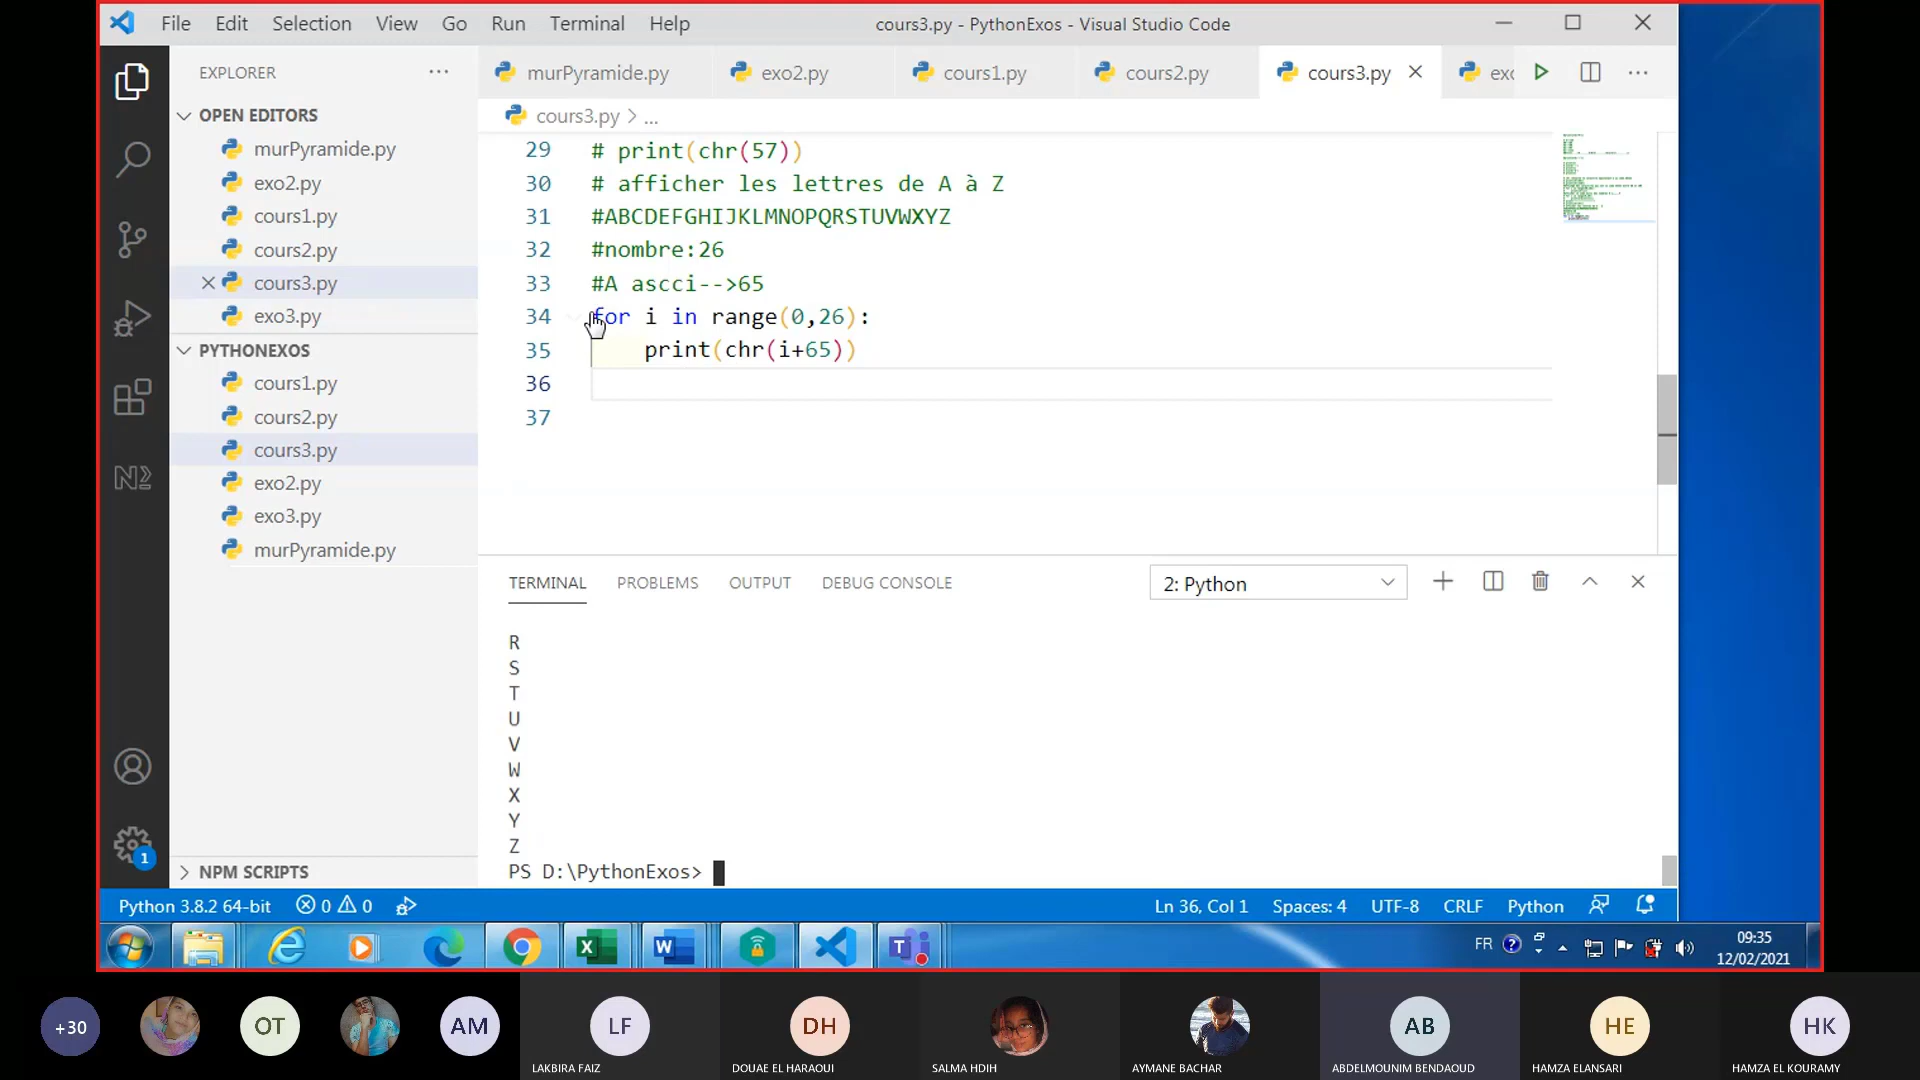 File Edit Selection View Go Run Terminal Help
cours3.py - PythonExos - Visual Studio Code
EXPLORER
murPyramide.py exo2.py cours1.py cours2.py cours3.py exo
cours3.py > ...
OPEN EDITORS
murPyramide.py
exo2.py
cours1.py
cours2.py
cours3.py
exo3.py
PYTHONEXOS
cours1.py
cours2.py
cours3.py
exo2.py
exo3.py
murPyramide.py
NPM SCRIPTS
29 # print(chr(57))
30 # afficher les lettres de A à Z
31 #ABCDEFGHIJKLMNOPQRSTUVWXYZ
32 #nombre:26
33 #A ascci-->65
34 for i in range(0,26):
35 print(chr(i+65))
36
37
TERMINAL PROBLEMS OUTPUT DEBUG CONSOLE
2: Python
R
S
T
U
V
W
X
Y
Z
PS D:\PythonExos>
1
Python 3.8.2 64-bit 0 0
Ln 36, Col 1 Spaces: 4 UTF-8 CRLF Python
FR
09:35
12/02/2021
+30 OT AM LF DH AB HE HK
LAKBIRA FAIZ DOUAE EL HARAOUI SALMA HDIH AYMANE BACHAR ABDELMOUNIM BENDAOUD HAMZA ELANSARI HAMZA EL KOURAMY